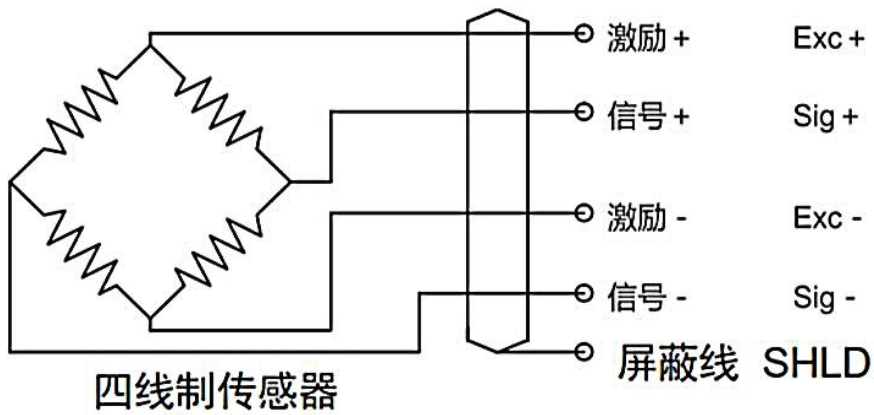 激励 + Exc +
信号 + Sig +
激励 - Exc -
信号 - Sig -
屏蔽线 SHLD
四线制传感器